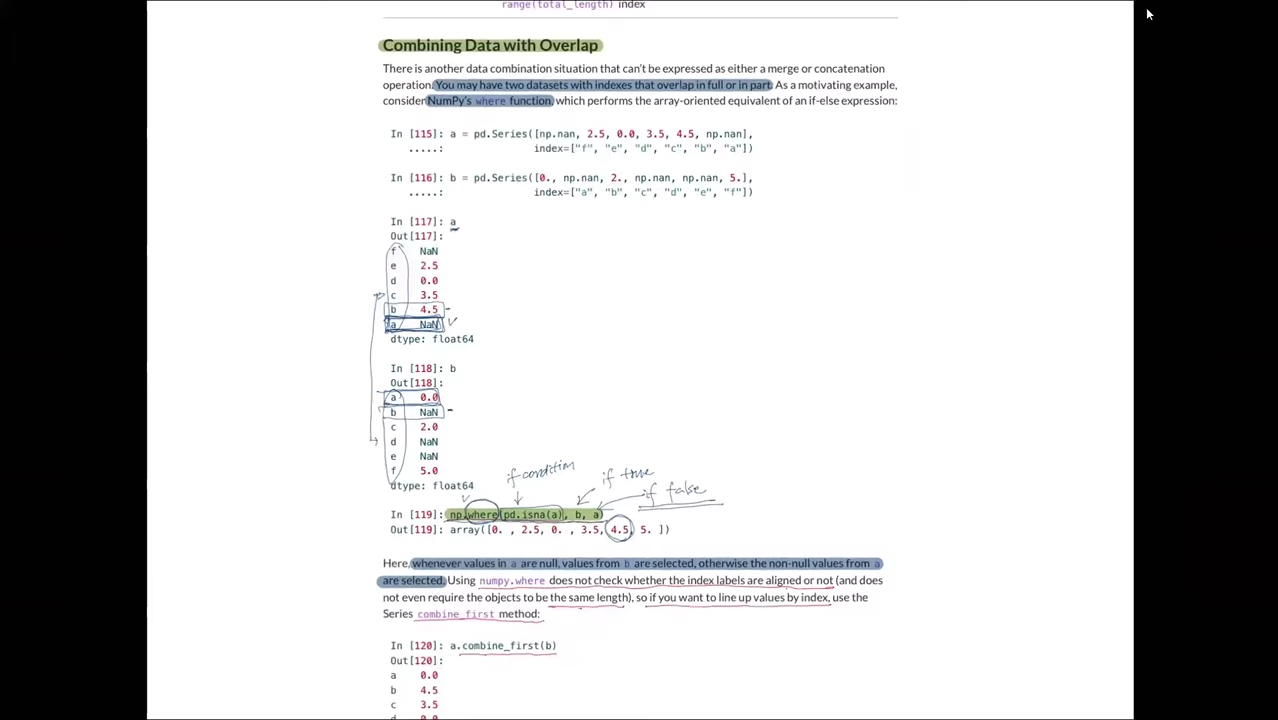 range(total_length) index
Combining Data with Overlap
There is another data combination situation that can't be expressed as either a merge or concatenation
operation. You may have two datasets with indexes that overlap in full or in part. As a motivating example,
consider NumPy's where function, which performs the array-oriented equivalent of an if-else expression:
In [115]: a = pd.Series([np.nan, 2.5, 0.0, 3.5, 4.5, np.nan],
.....: index=["f", "e", "d", "c", "b", "a"])
In [116]: b = pd.Series([0., np.nan, 2., np.nan, np.nan, 5.],
.....: index=["a", "b", "c", "d", "e", "f"])
In [117]: a
Out[117]:
f NaN
e 2.5
d 0.0
c 3.5
b 4.5
a NaN
dtype: float64
In [118]: b
Out[118]:
a 0.0
b NaN
c 2.0
d NaN
e NaN
f 5.0
dtype: float64
if condition
if true
if false
In [119]: np.where(pd.isna(a), b, a)
Out[119]: array([0. , 2.5, 0. , 3.5, 4.5, 5. ])
Here, whenever values in a are null, values from b are selected, otherwise the non-null values from a
are selected. Using numpy.where does not check whether the index labels are aligned or not (and does
not even require the objects to be the same length), so if you want to line up values by index, use the
Series combine_first method:
In [120]: a.combine_first(b)
Out[120]:
a 0.0
b 4.5
c 3.5
d 0.0